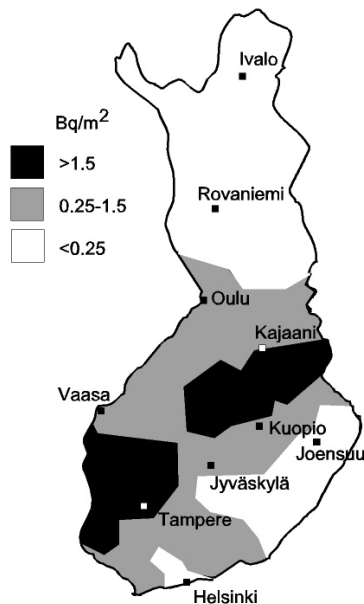 Ivalo
Bq/m²
>1.5
0.25-1.5
<0.25
Rovaniemi
Oulu
Kajaani
Vaasa
Kuopio
Joensuu
Jyväskylä
Tampere
Helsinki